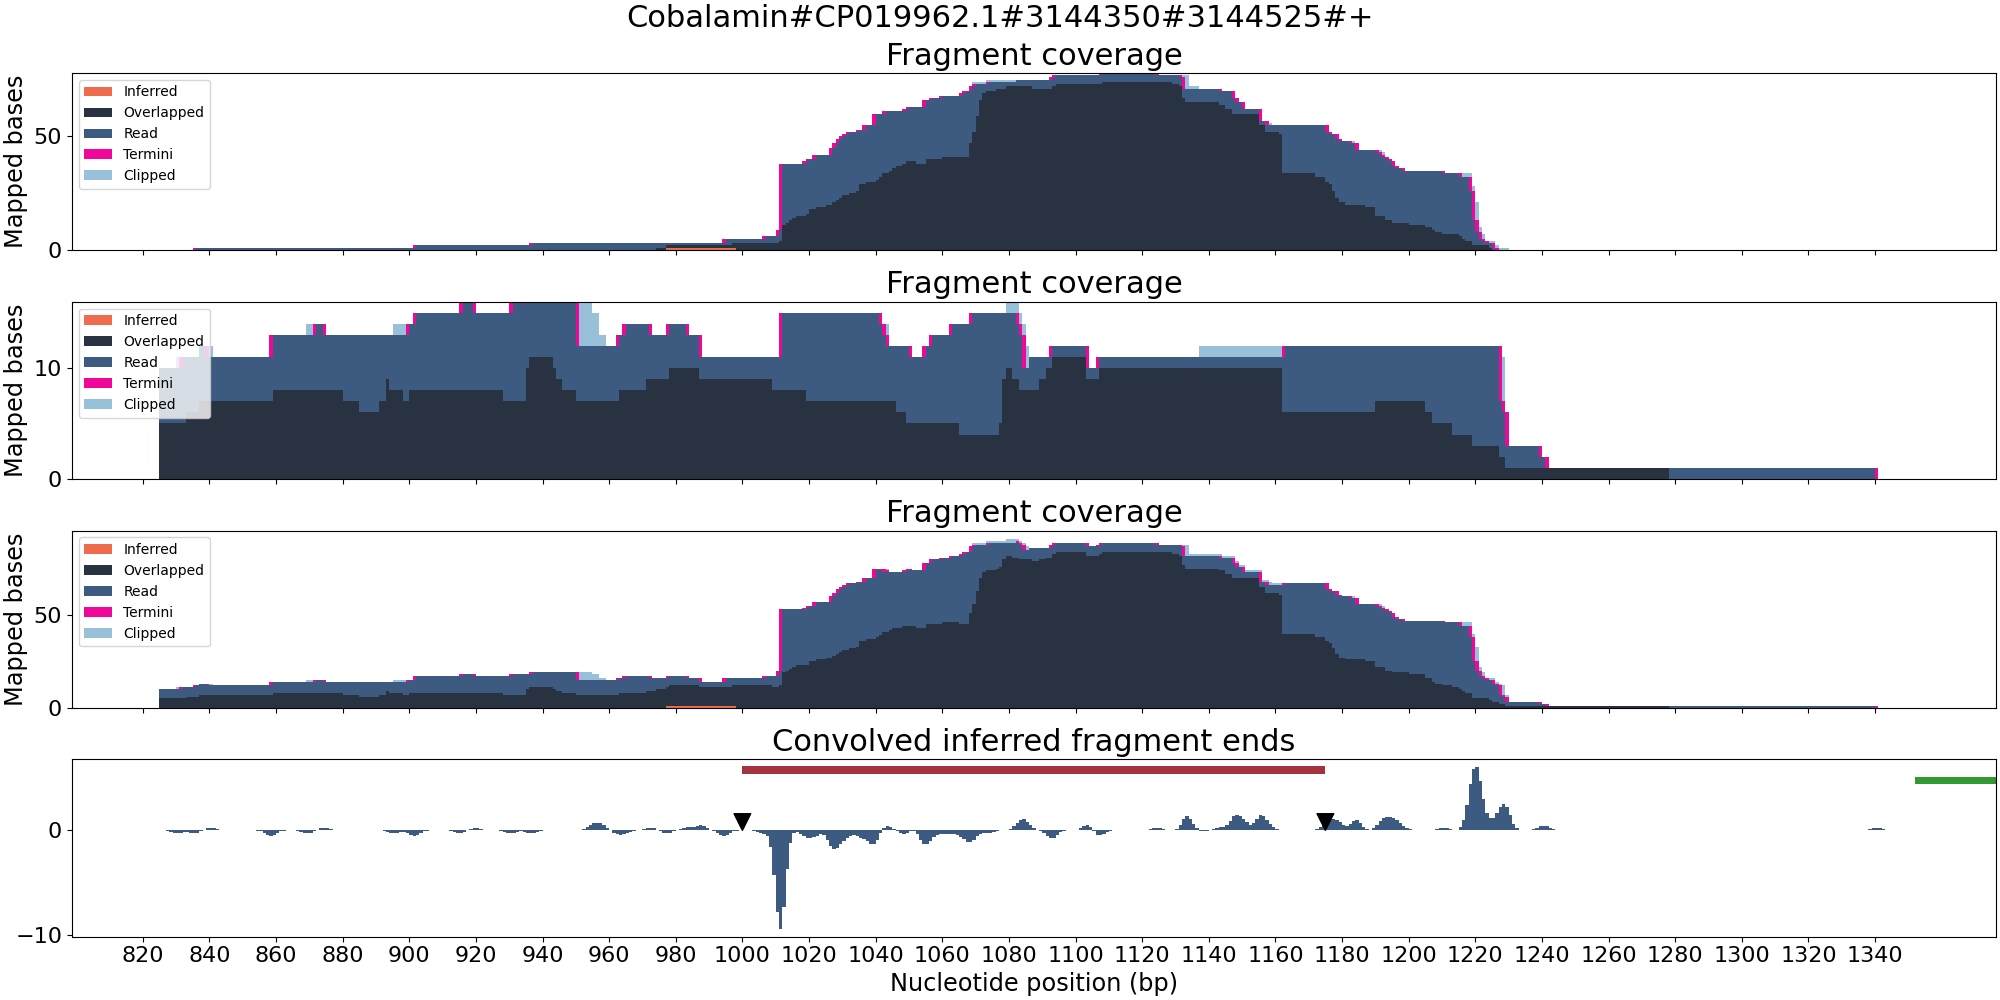 Cobalamin#CP019962.1#3144350#3144525#+
Fragment coverage
Mapped bases
50
0
Inferred
Overlapped
Read
Termini
Clipped
Fragment coverage
Mapped bases
10
0
Inferred
Overlapped
Read
Termini
Clipped
Fragment coverage
Mapped bases
50
0
Inferred
Overlapped
Read
Termini
Clipped
Convolved inferred fragment ends
0
−10
820 840 860 880 900 920 940 960 980 1000 1020 1040 1060 1080 1100 1120 1140 1160 1180 1200 1220 1240 1260 1280 1300 1320 1340
Nucleotide position (bp)